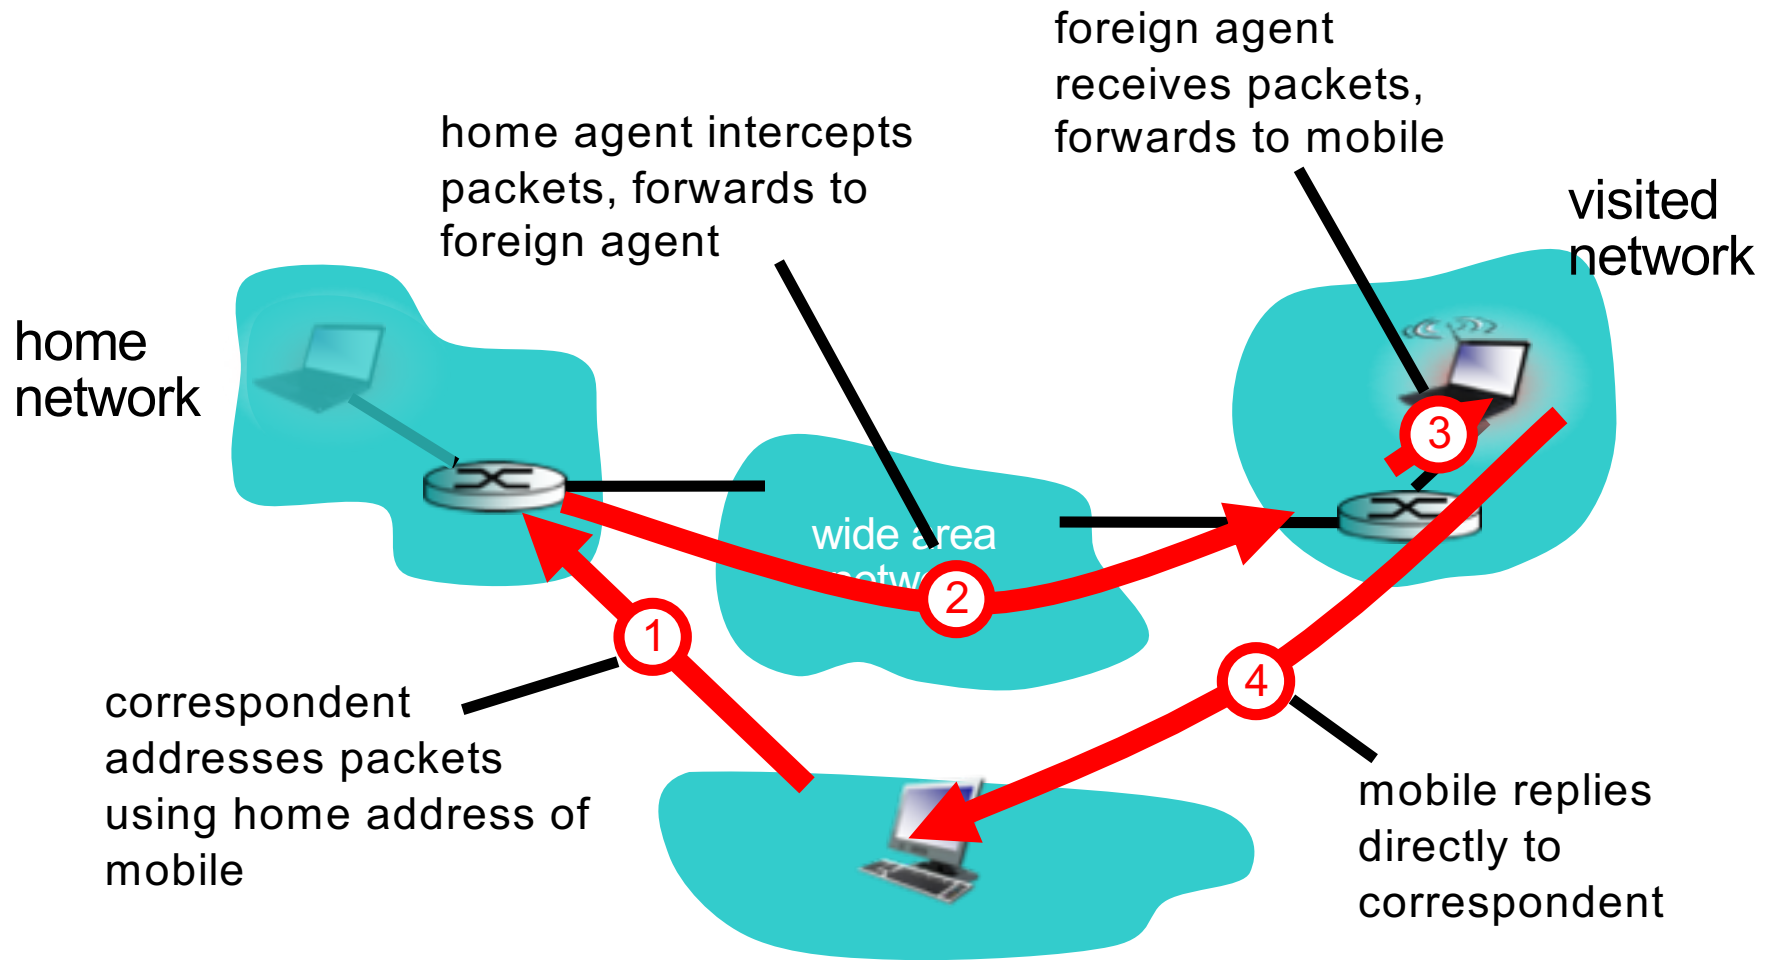 foreign agent
receives packets,
forwards to mobile
home agent intercepts
packets, forwards to
foreign agent
visited
network
home
network
3
wide area
2
1
4
correspondent
addresses packets
using home address of
mobile
mobile replies
directly to
correspondent